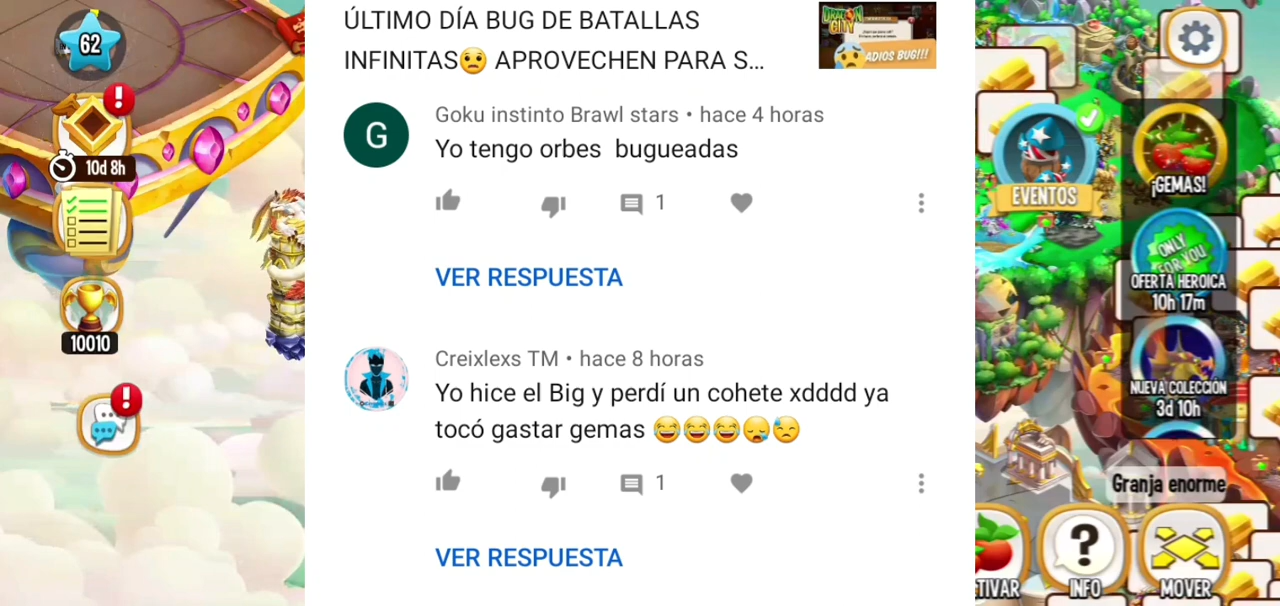 62
10d 8h
10010
ÚLTIMO DÍA BUG DE BATALLAS
INFINITAS😟 APROVECHEN PARA S...
DRAGON
CITY
ADIOS BUG!!!
G
Goku instinto Brawl stars • hace 4 horas
Yo tengo orbes bugueadas
1
VER RESPUESTA
Creixlexs TM • hace 8 horas
Yo hice el Big y perdí un cohete xdddd ya
tocó gastar gemas 😂😂😂😪😓
1
VER RESPUESTA
EVENTOS
¡GEMAS!
ONLY
FOR YOU
OFERTA HEROICA
10h 17m
NUEVA COLECCIÓN
3d 10h
Granja enorme
TIVAR
?
INFO
MOVER